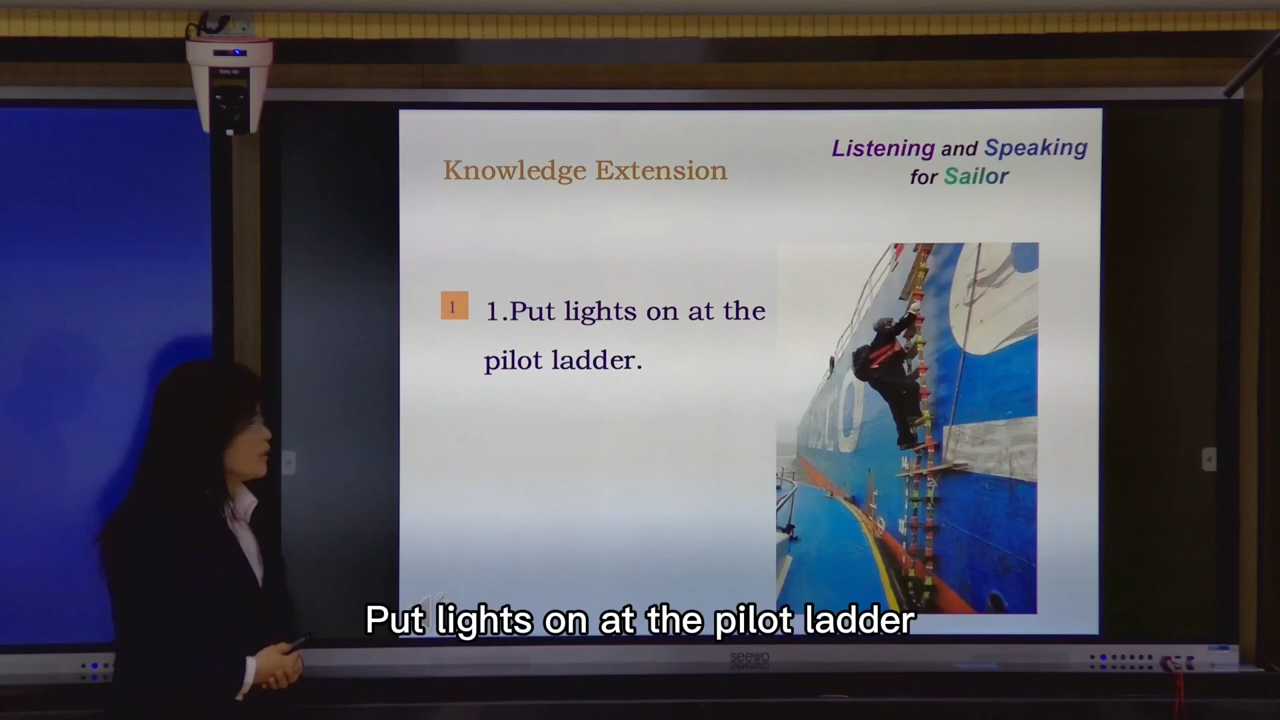 Listening and Speaking
for Sailor
Knowledge Extension
1
1.Put lights on at the
pilot ladder.
Put lights on at the pilot ladder
seewo